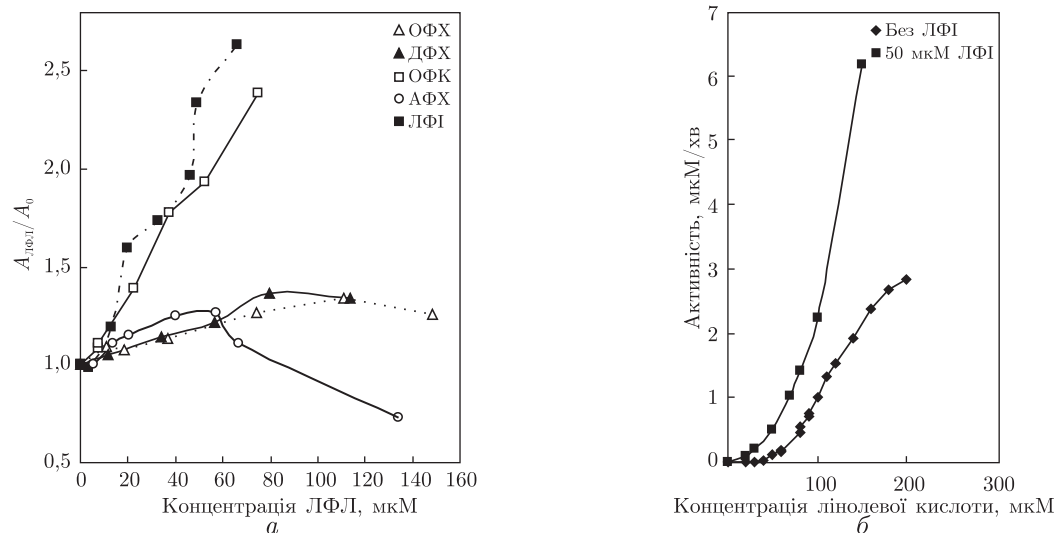 ОФХ
ДФХ
ОФК
АФХ
ЛФІ
2,5
2,0
1,5
1,0
0,5
A_ЛФЛ/A_0
0 20 40 60 80 100 120 140 160
Концентрація ЛФЛ, мкМ
а
Без ЛФІ
50 мкМ ЛФІ
7
6
5
4
3
2
1
0
Активність, мкМ/хв
100 200 300
Концентрація лінолевої кислоти, мкМ
б